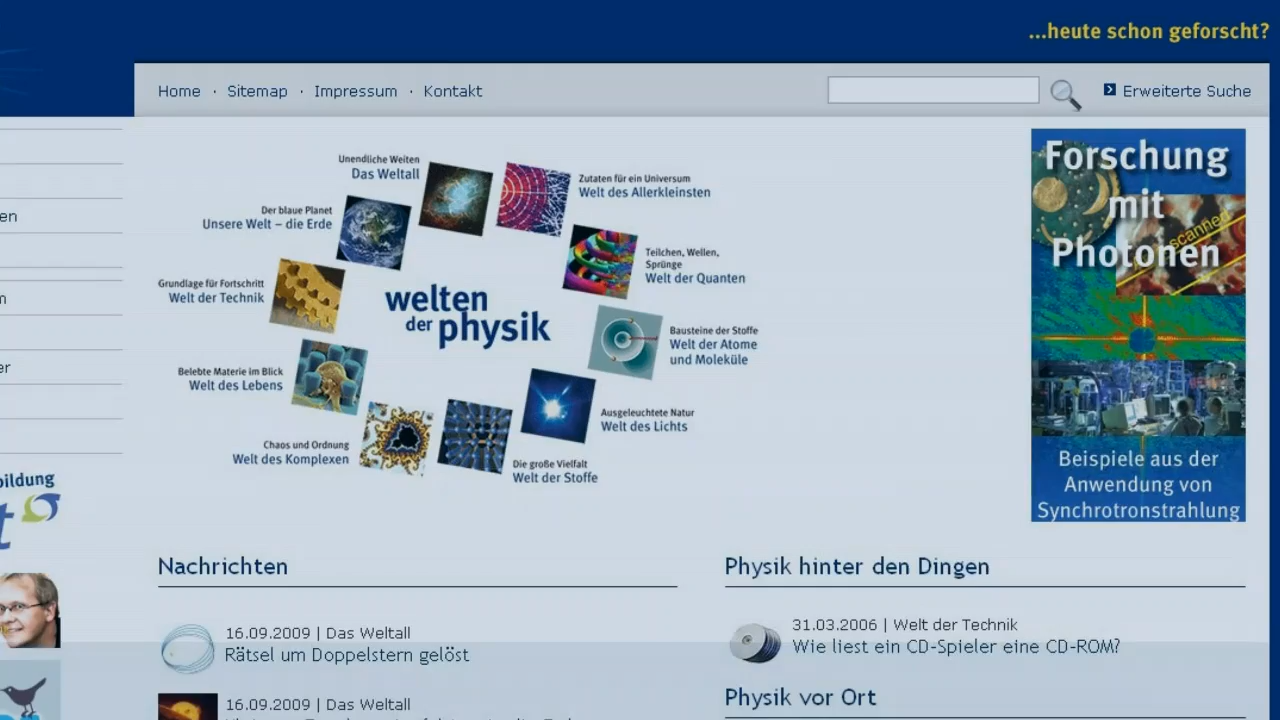 ...heute schon geforscht?
Home · Sitemap · Impressum · Kontakt
Erweiterte Suche
Unendliche Weiten
Das Weltall
Zutaten für ein Universum
Welt des Allerkleinsten
Der blaue Planet
Unsere Welt – die Erde
Teilchen, Wellen,
Sprünge
Welt der Quanten
Grundlage für Fortschritt
Welt der Technik
welten
der physik
Bausteine der Stoffe
Welt der Atome
und Moleküle
Belebte Materie im Blick
Welt des Lebens
Ausgeleuchtete Natur
Welt des Lichts
Chaos und Ordnung
Welt des Komplexen
Die große Vielfalt
Welt der Stoffe
Forschung
mit
Photonen
scanned
Beispiele aus der
Anwendung von
Synchrotronstrahlung
en
er
bildung
t
Nachrichten
16.09.2009 | Das Weltall
Rätsel um Doppelstern gelöst
16.09.2009 | Das Weltall
Physik hinter den Dingen
31.03.2006 | Welt der Technik
Wie liest ein CD-Spieler eine CD-ROM?
Physik vor Ort